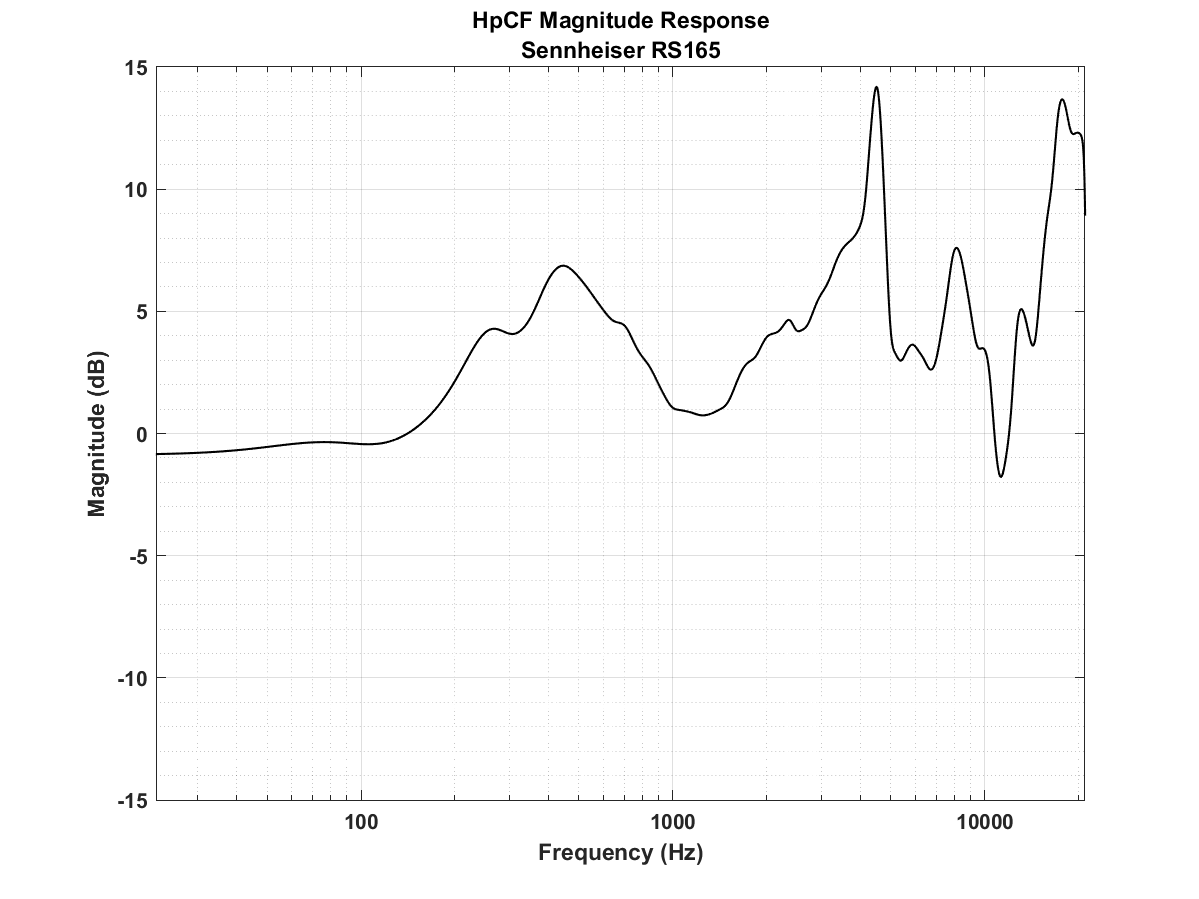 HpCF Magnitude Response
Sennheiser RS165
15
10
5
0
-5
-10
-15
Magnitude (dB)
100 1000 10000
Frequency (Hz)